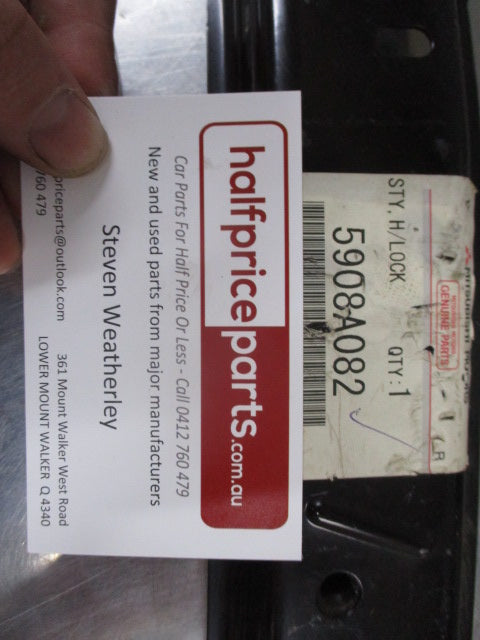 halfpriceparts.com.au
Car Parts For Half Price Or Less - Call 0412 760 479
New and used parts from major manufacturers
Steven Weatherley
361 Mount Walker West Road
priceparts@outlook.com
LOWER MOUNT WALKER Q 4340
760 479
GENUINE PARTS
STY, H/LOCK QTY: 1
5908A082
LR